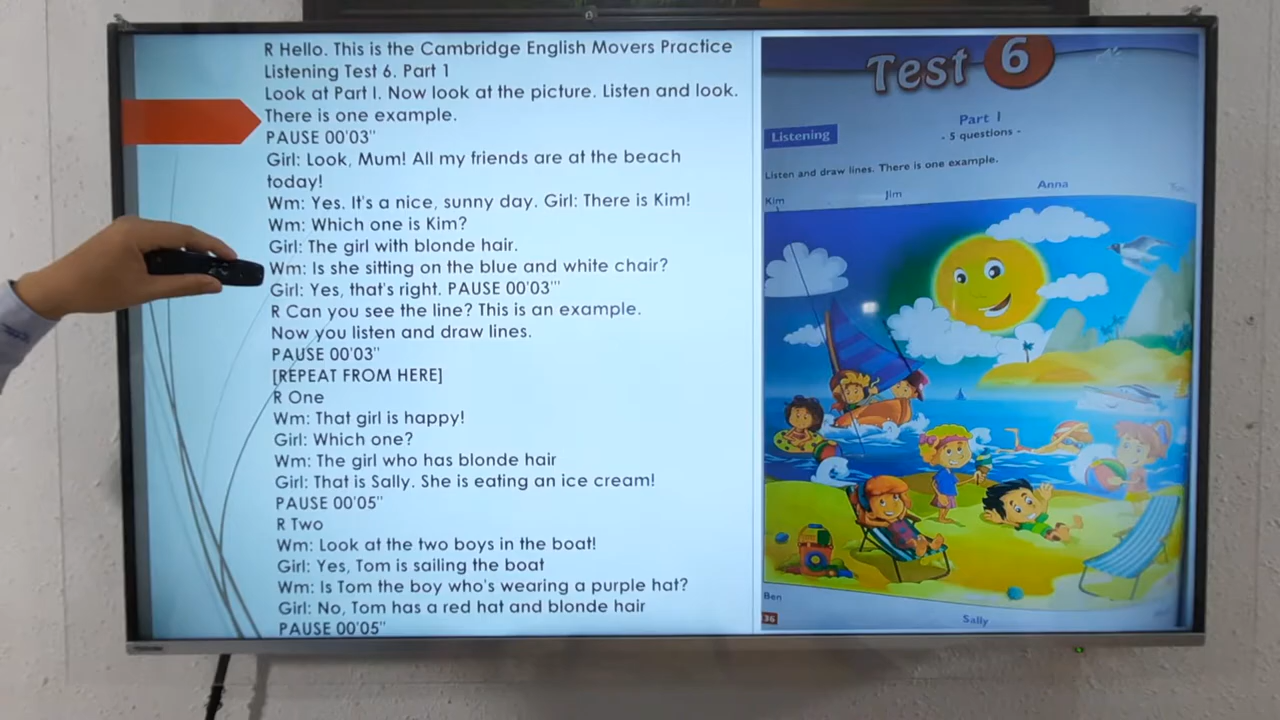 R Hello. This is the Cambridge English Movers Practice
Listening Test 6. Part 1
Look at Part I. Now look at the picture. Listen and look.
There is one example.
PAUSE 00'03"
Girl: Look, Mum! All my friends are at the beach
today!
Wm: Yes. It's a nice, sunny day. Girl: There is Kim!
Wm: Which one is Kim?
Girl: The girl with blonde hair.
Wm: Is she sitting on the blue and white chair?
Girl: Yes, that's right. PAUSE 00'03'"
R Can you see the line? This is an example.
Now you listen and draw lines.
PAUSE 00'03"
[REPEAT FROM HERE]
R One
Wm: That girl is happy!
Girl: Which one?
Wm: The girl who has blonde hair
Girl: That is Sally. She is eating an ice cream!
PAUSE 00'05"
R Two
Wm: Look at the two boys in the boat!
Girl: Yes, Tom is sailing the boat
Wm: Is Tom the boy who's wearing a purple hat?
Girl: No, Tom has a red hat and blonde hair
PAUSE 00'05"
Test 6
Part I
Listening
- 5 questions -
Listen and draw lines. There is one example.
Kim Jim Anna
Ben
Sally
36
TOSHIBA